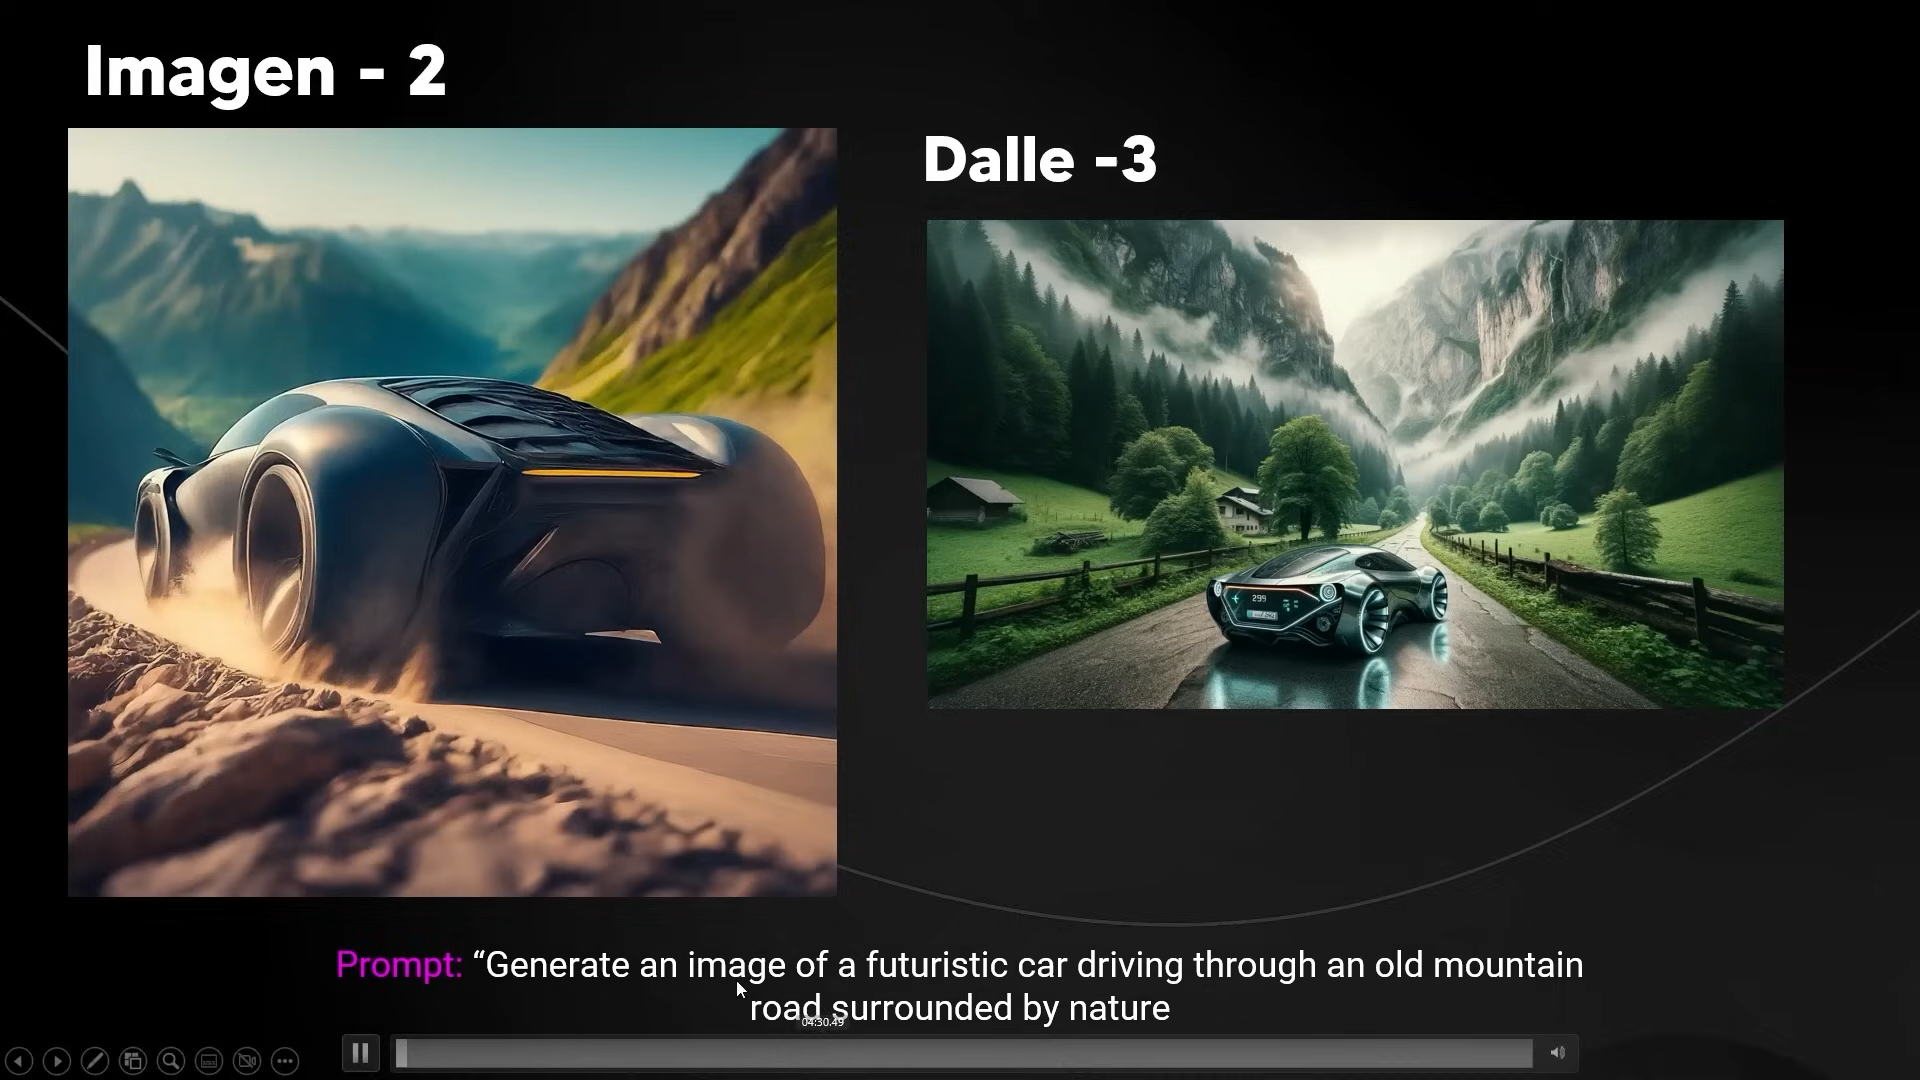 Imagen - 2
Dalle -3
299
Prompt: “Generate an image of a futuristic car driving through an old mountain
road surrounded by nature
04:30.49